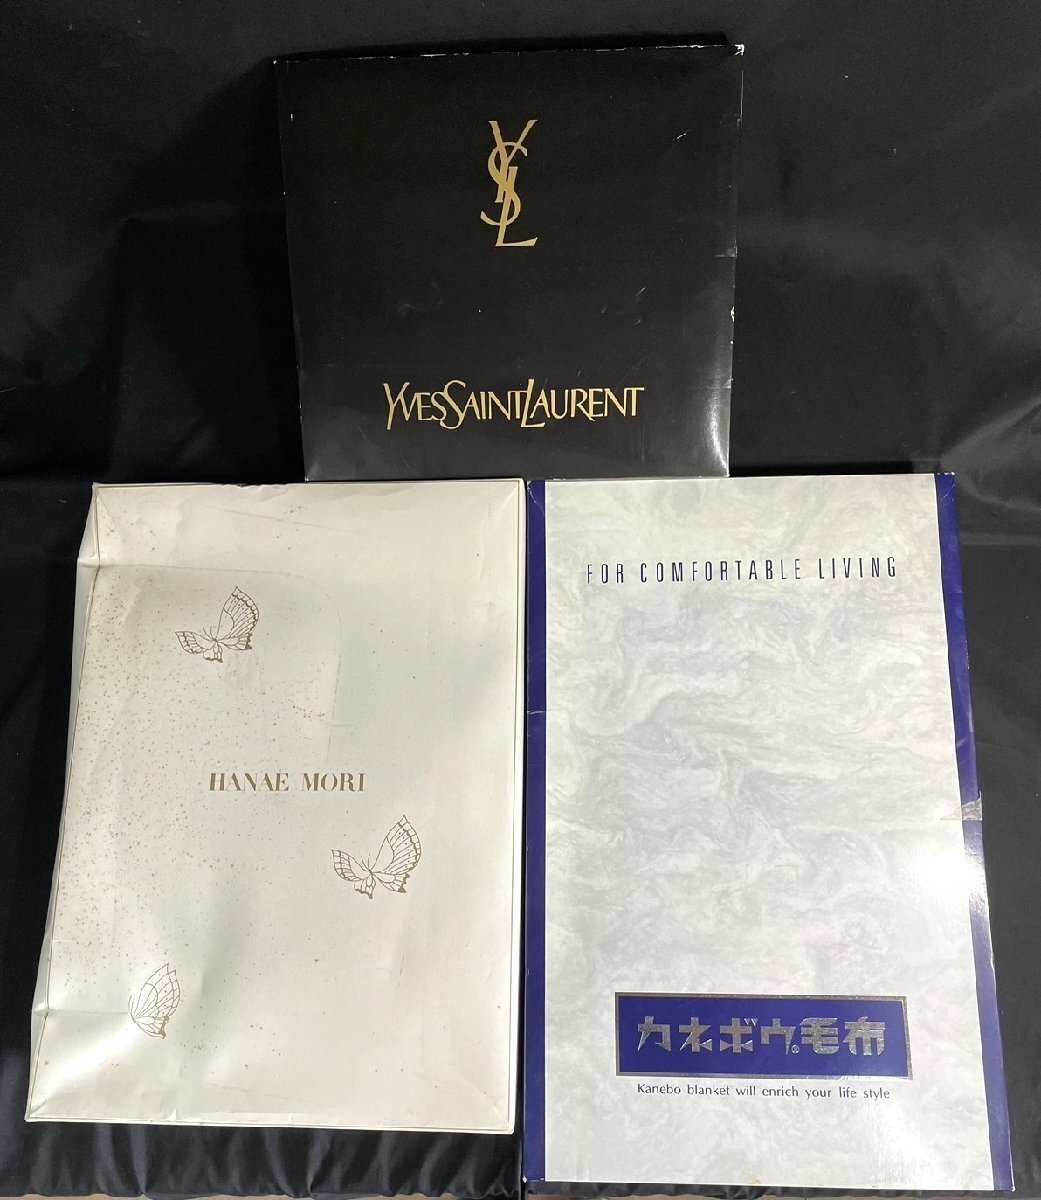 YSL
YVESSAINTLAURENT
HANAE MORI
FOR COMFORTABLE LIVING
カネボウ毛布
Kanebo blanket will enrich your life style